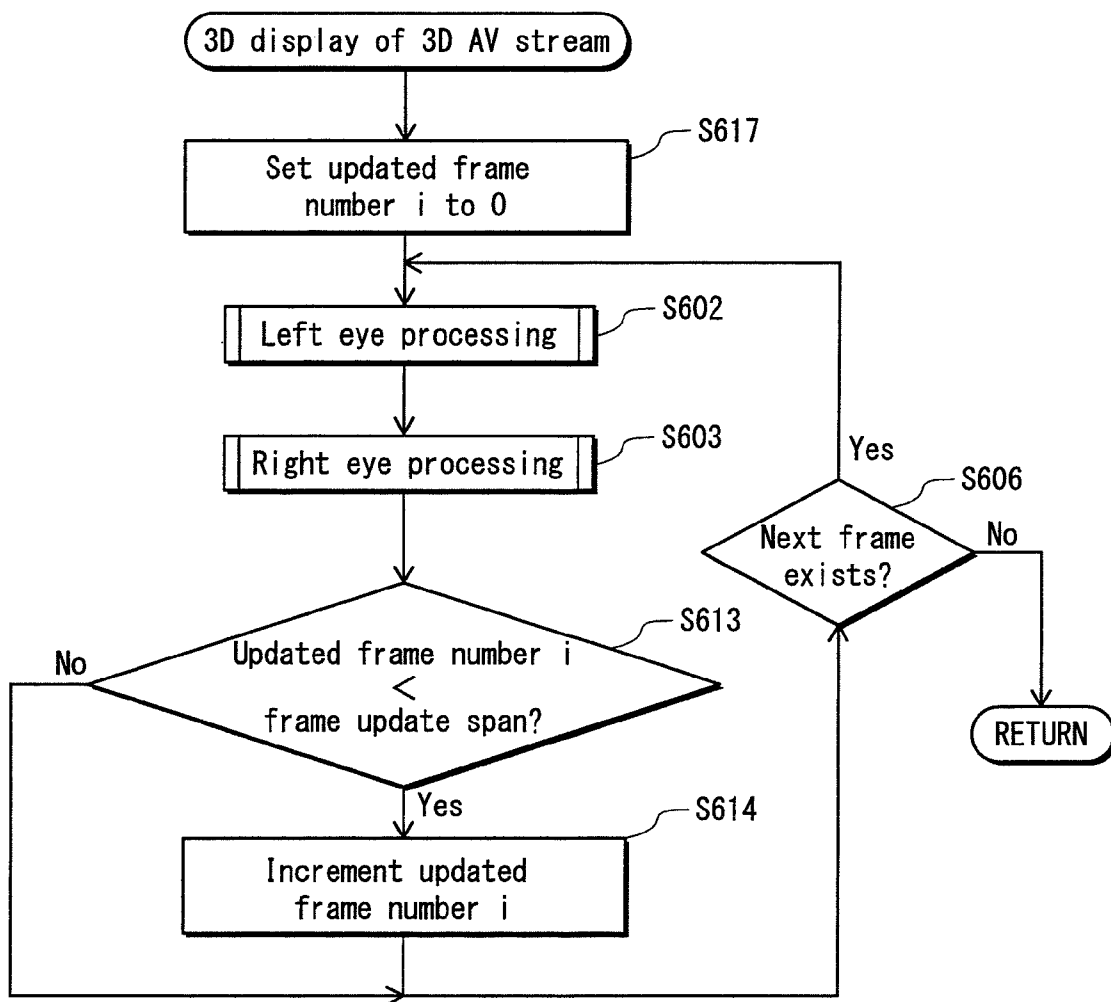 3D display of 3D AV stream
S617
Set updated frame
number i to 0
S602
Left eye processing
S603
Right eye processing
Yes
S606
Next frame
exists?
No
S613
No
Updated frame number i
<
frame update span?
RETURN
Yes
S614
Increment updated
frame number i